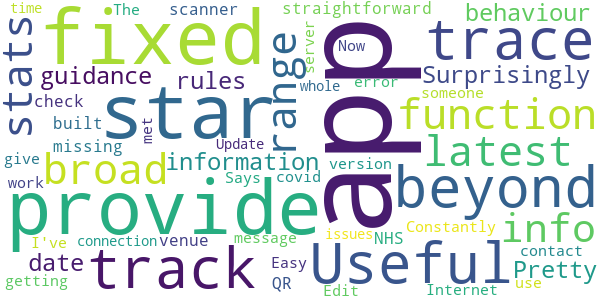 time
The
scanner
straightforward
behaviour
fixed
app
trace
stats
range
server
Now
guidance
rules
Surprisingly
check
star
whole
error
someone
function
built
met
missing
Update
latest
give
broad
information
version
work
Says
covid
beyond
provide
I've
connection
venue
message
issues
NHS
Constantly
info
date
track
Easy
Useful
contact
Pretty
getting
QR
Edit
Internet
use